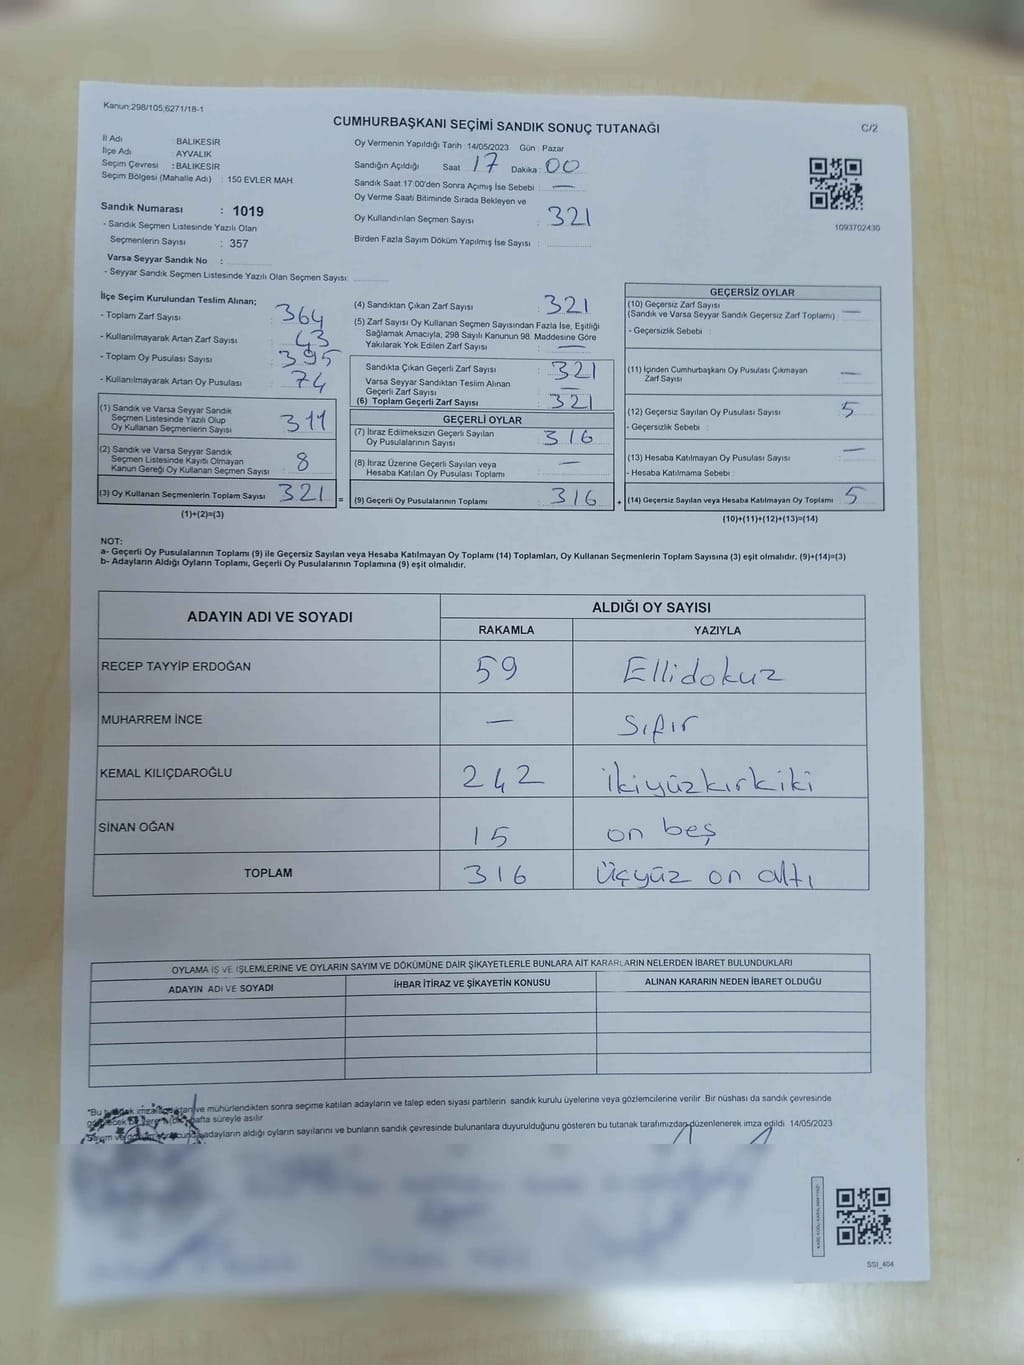 Kanun;298/105,6271/18-1
CUMHURBAŞKANI SEÇİMİ SANDIK SONUÇ TUTANAĞI
C/2
İl Adı BALIKESİR
İlçe Adı AYVALIK
Seçim Çevresi : BALIKESİR
Seçim Bölgesi (Mahalle Adı) : 150 EVLER MAH.
Oy Vermenin Yapıldığı Tarih :14/05/2023 Gün : Pazar
Sandığın Açıldığı Saat : 17 Dakika : 00
Sandık Saat 17:00'den Sonra Açımış İse Sebebi : —
Oy Verme Saati Bitiminde Sırada Bekleyen ve
Oy Kullandırılan Seçmen Sayısı : 321
Birden Fazla Sayım Döküm Yapılmış İse Sayısı :
1093702430
Sandık Numarası : 1019
- Sandık Seçmen Listesinde Yazılı Olan
Seçmenlerin Sayısı : 357
Varsa Seyyar Sandık No :
- Seyyar Sandık Seçmen Listesinde Yazılı Olan Seçmen Sayısı:
İlçe Seçim Kurulundan Teslim Alınan;
- Toplam Zarf Sayısı : 364
- Kullanılmayarak Artan Zarf Sayısı : 43
- Toplam Oy Pusulası Sayısı : 395
- Kullanılmayarak Artan Oy Pusulası : 74
(1) Sandık ve Varsa Seyyar Sandık
Seçmen Listesinde Yazılı Olup
Oy Kullanan Seçmenlerin Sayısı : 311
(2) Sandık ve Varsa Seyyar Sandık
Seçmen Listesinde Kayıtlı Olmayan
Kanun Gereği Oy Kullanan Seçmen Sayısı : 8
(3) Oy Kullanan Seçmenlerin Toplam Sayısı : 321 =
(1)+(2)=(3)
(4) Sandıktan Çıkan Zarf Sayısı : 321
(5) Zarf Sayısı Oy Kullanan Seçmen Sayısından Fazla İse, Eşitliği
Sağlamak Amacıyla, 298 Sayılı Kanunun 98. Maddesine Göre
Yakılarak Yok Edilen Zarf Sayısı : —
Sandıkta Çıkan Geçerli Zarf Sayısı : 321
Varsa Seyyar Sandıktan Teslim Alınan
Geçerli Zarf Sayısı : —
(6) Toplam Geçerli Zarf Sayısı : 321
GEÇERLİ OYLAR
(7) İtiraz Edilmeksizin Geçerli Sayılan
Oy Pusulalarının Sayısı : 316
(8) İtiraz Üzerine Geçerli Sayılan veya
Hesaba Katılan Oy Pusulası Toplamı : —
(9) Geçerli Oy Pusulalarının Toplamı : 316 +
GEÇERSİZ OYLAR
(10) Geçersiz Zarf Sayısı
(Sandık ve Varsa Seyyar Sandık Geçersiz Zarf Toplamı) : —
- Geçersizlik Sebebi :
(11) İçinden Cumhurbaşkanı Oy Pusulası Çıkmayan
Zarf Sayısı : —
(12) Geçersiz Sayılan Oy Pusulası Sayısı : 5
- Geçersizlik Sebebi :
(13) Hesaba Katılmayan Oy Pusulası Sayısı : —
- Hesaba Katılmama Sebebi :
(14) Geçersiz Sayılan veya Hesaba Katılmayan Oy Toplamı : 5
(10)+(11)+(12)+(13)=(14)
NOT:
a- Geçerli Oy Pusulalarının Toplamı (9) ile Geçersiz Sayılan veya Hesaba Katılmayan Oy Toplamı (14) Toplamları, Oy Kullanan Seçmenlerin Toplam Sayısına (3) eşit olmalıdır. (9)+(14)=(3)
b- Adayların Aldığı Oyların Toplamı, Geçerli Oy Pusulalarının Toplamına (9) eşit olmalıdır.
ADAYIN ADI VE SOYADI ALDIĞI OY SAYISI
RAKAMLA YAZIYLA
RECEP TAYYİP ERDOĞAN 59 Ellidokuz
MUHARREM İNCE — Sıfır
KEMAL KILIÇDAROĞLU 242 İkiyüzkırkiki
SİNAN OĞAN 15 on beş
TOPLAM 316 Üçyüz on altı
OYLAMA İŞ VE İŞLEMLERİNE VE OYLARIN SAYIM VE DÖKÜMÜNE DAİR ŞİKAYETLERLE BUNLARA AİT KARARLARIN NELERDEN İBARET BULUNDUKLARI
ADAYIN ADI VE SOYADI İHBAR İTİRAZ VE ŞİKAYETİN KONUSU ALINAN KARARIN NEDEN İBARET OLDUĞU
"Bu tutanak ve mühürlendikten sonra seçime katılan adayların ve talep eden siyasi partilerin sandık kurulu üyelerine veya gözlemcilerine verilir .Bir nüshası da sandık çevresinde
hafta süreyle asılır
Sayım adayların aldığı oyların sayılarını ve bunların sandık çevresinde bulunanlara duyurulduğunu gösteren bu tutanak tarafımızdan düzenlenerek imza edildi. 14/05/2023
SSI_404